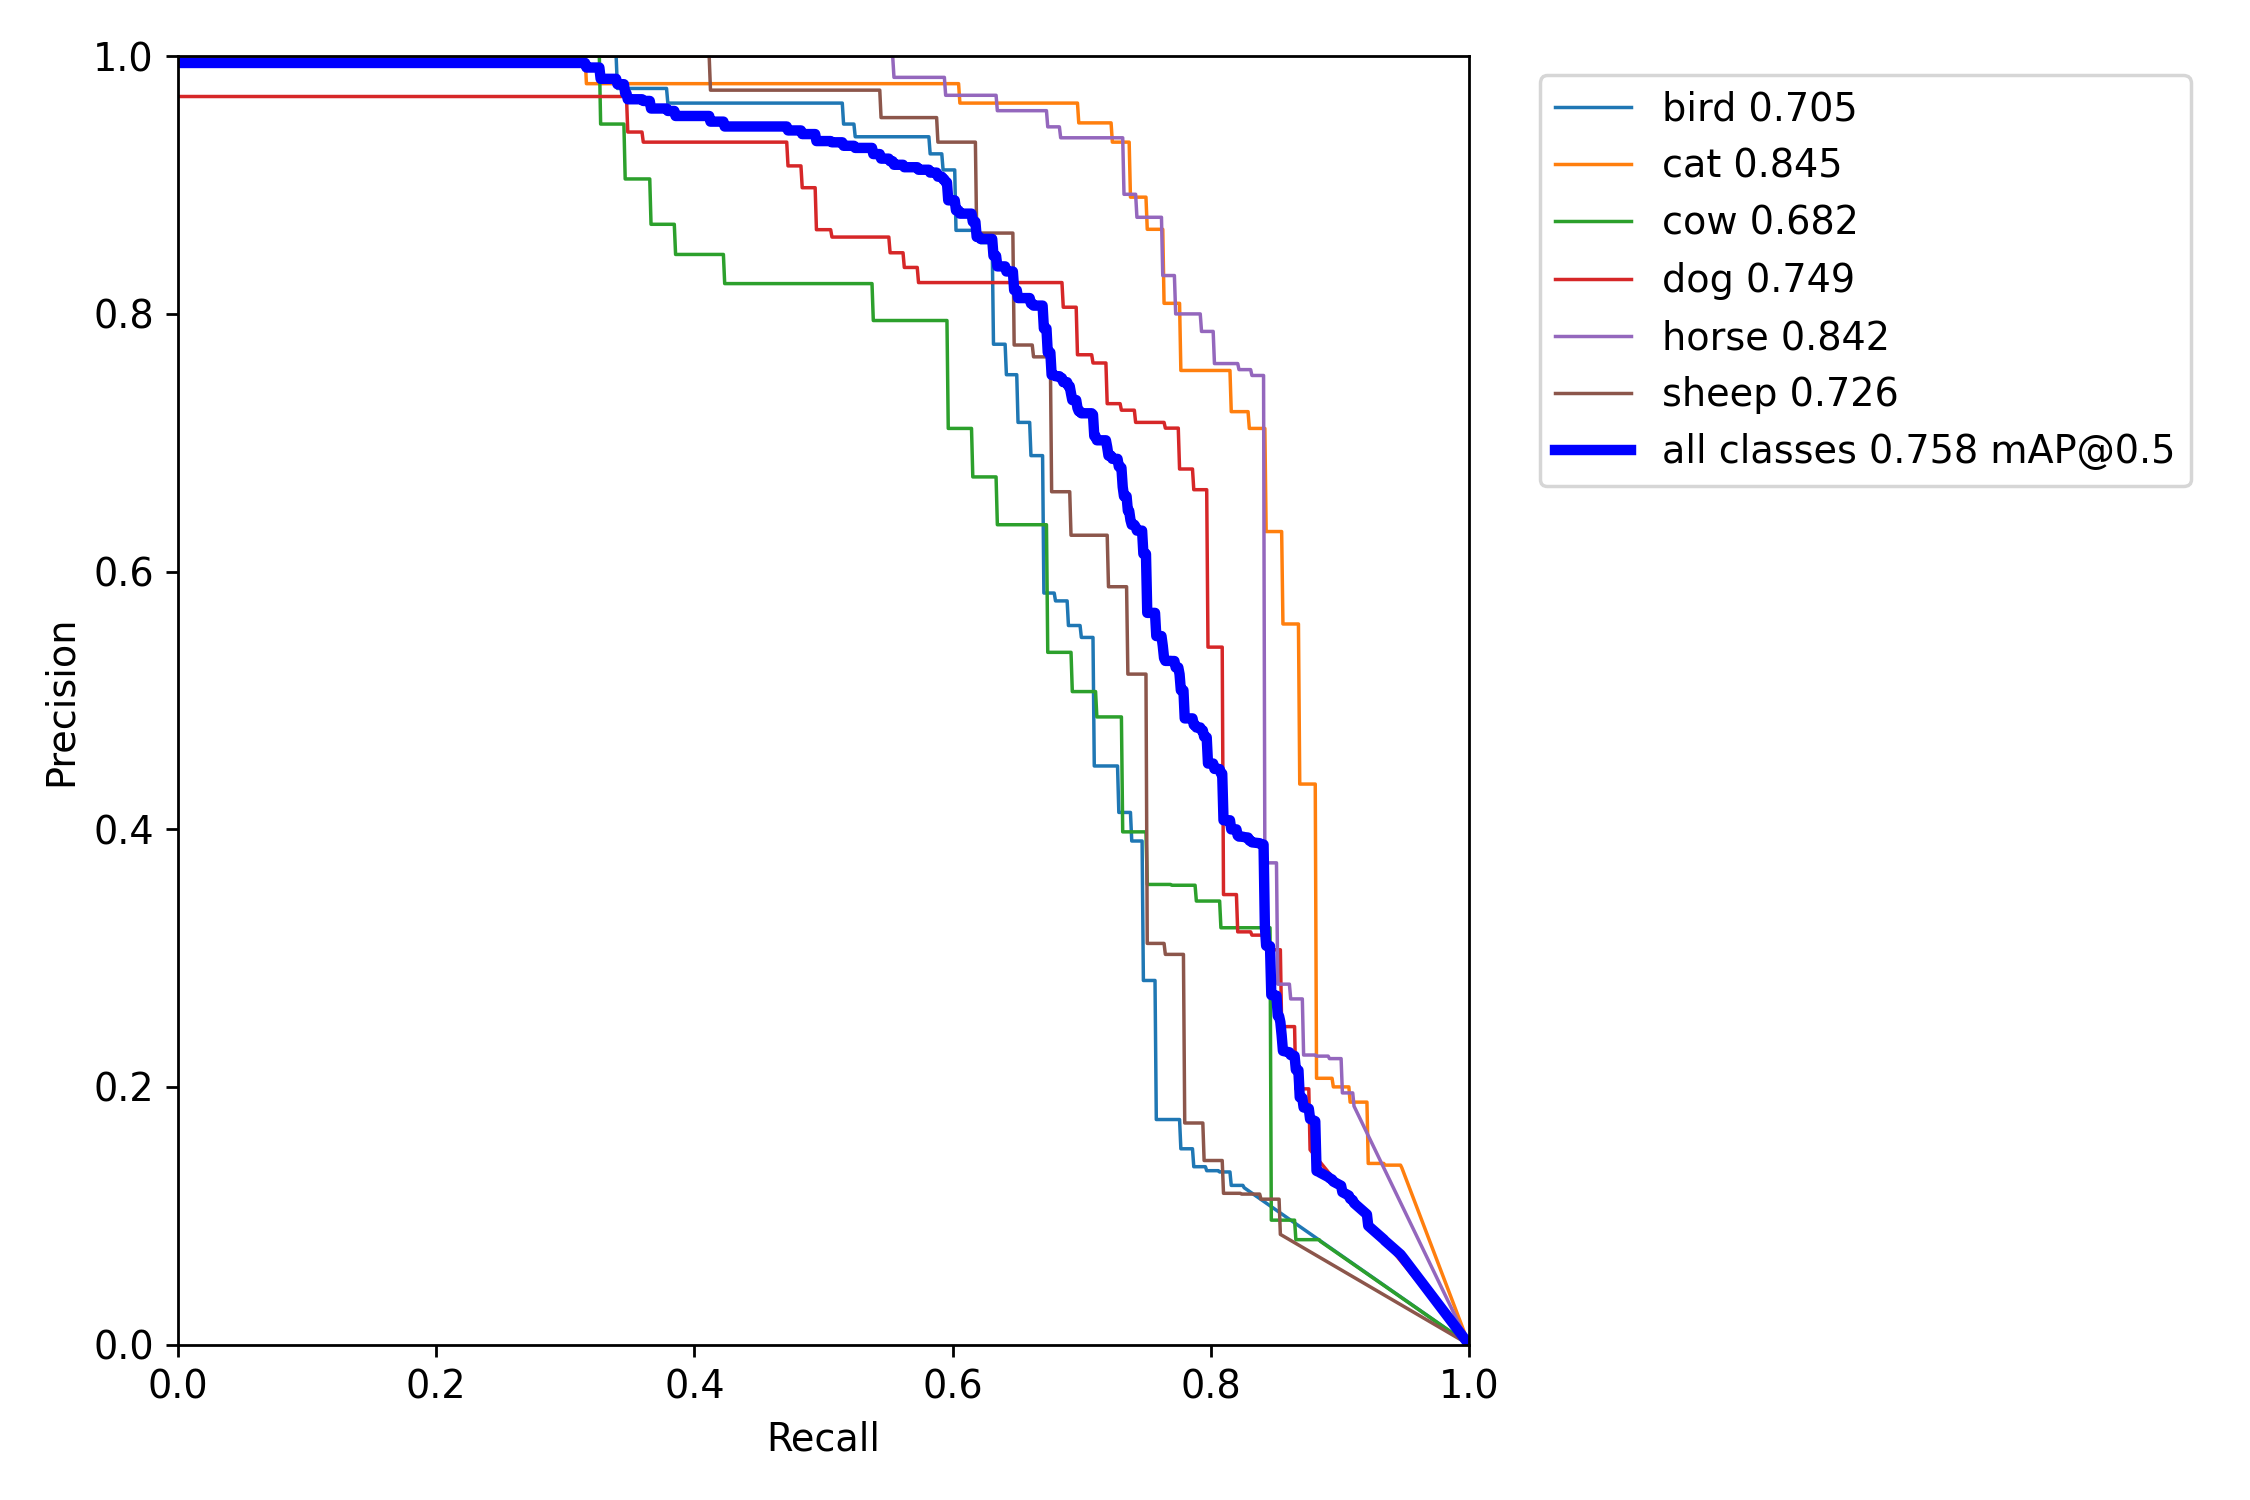 1.0
0.8
0.6
0.4
0.2
0.0
Precision
0.0 0.2 0.4 0.6 0.8 1.0
Recall
bird 0.705
cat 0.845
cow 0.682
dog 0.749
horse 0.842
sheep 0.726
all classes 0.758 mAP@0.5